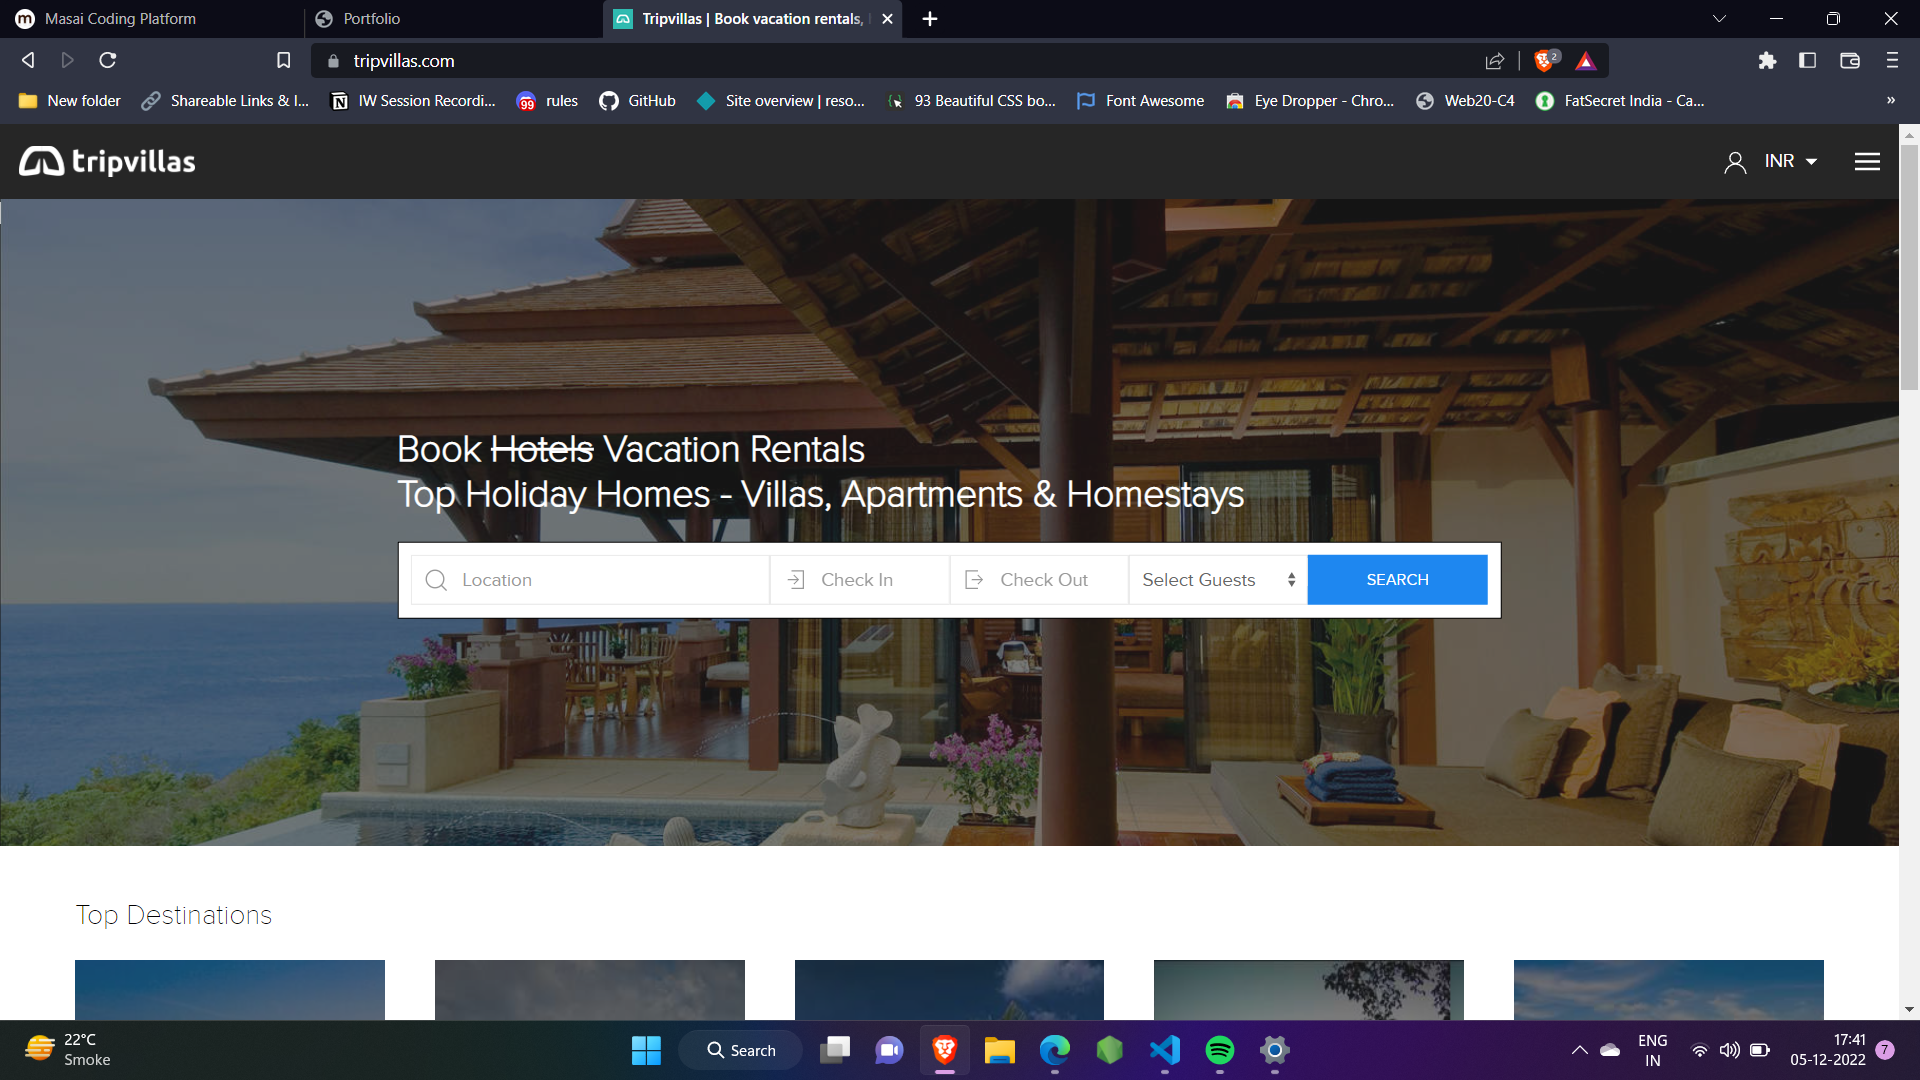 Masai Coding Platform
Portfolio
Tripvillas | Book vacation rentals,
tripvillas.com
2
New folder
Shareable Links & I...
IW Session Recordi...
99
rules
GitHub
Site overview | reso...
93 Beautiful CSS bo...
Font Awesome
Eye Dropper - Chro...
Web20-C4
FatSecret India - Ca...
»
tripvillas
INR
Book Hotels Vacation Rentals
Top Holiday Homes - Villas, Apartments & Homestays
Location
Check In
Check Out
Select Guests
SEARCH
Top Destinations
22°C
Smoke
Search
ENG
IN
17:41
05-12-2022
7